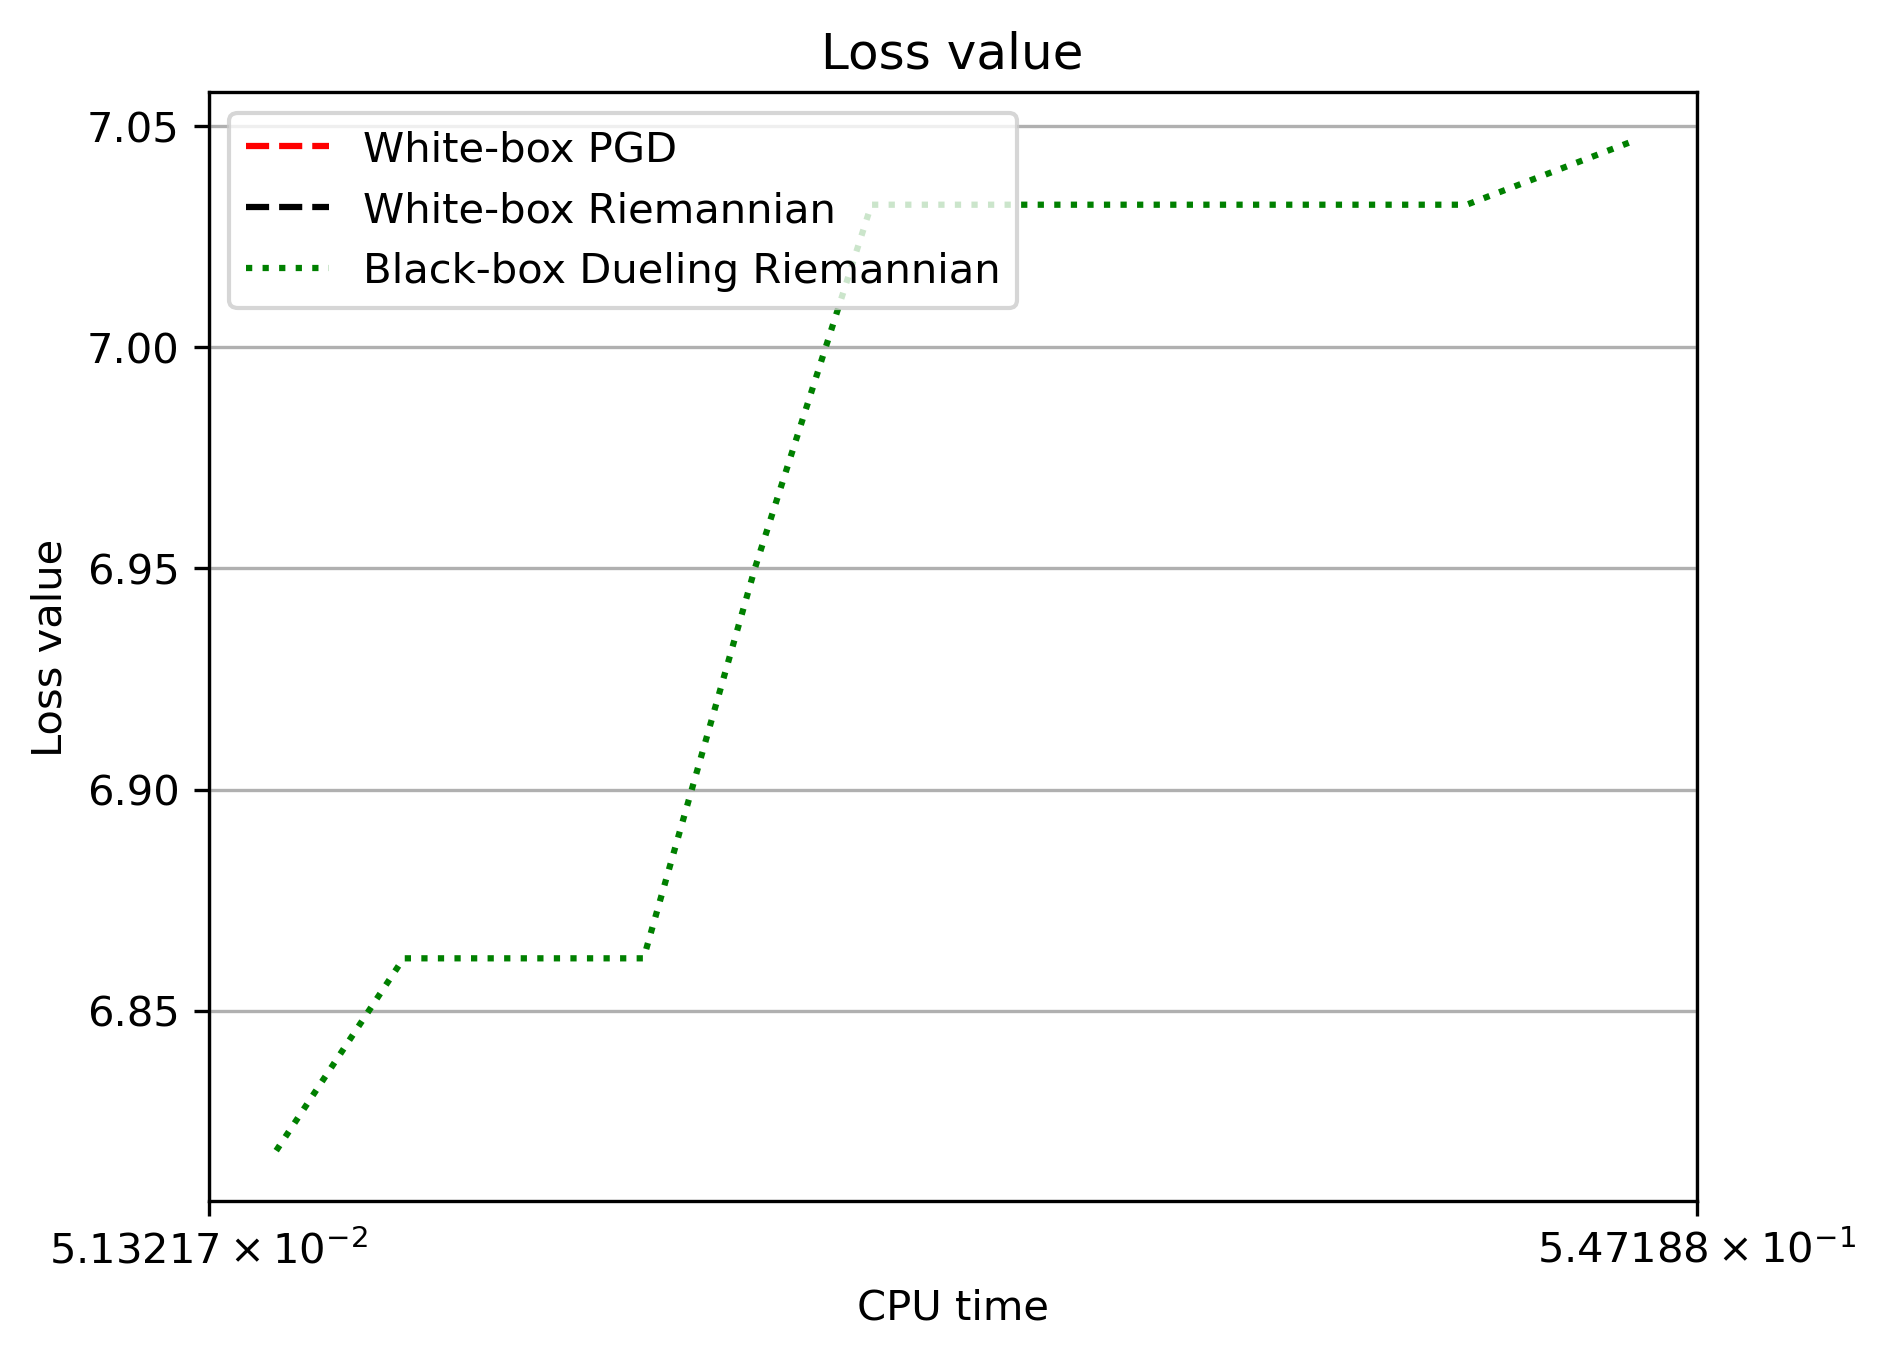 Loss value
7.05
7.00
6.95
6.90
6.85
Loss value
White-box PGD
White-box Riemannian
Black-box Dueling Riemannian
5.13217 × 10⁻²
5.47188 × 10⁻¹
CPU time